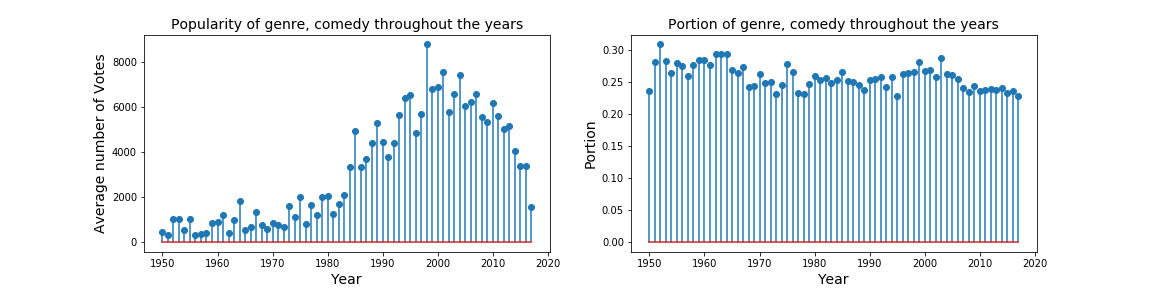 Popularity of genre, comedy throughout the years
Average number of Votes
8000
6000
4000
2000
0
1950 1960 1970 1980 1990 2000 2010 2020
Year
Portion of genre, comedy throughout the years
Portion
0.30
0.25
0.20
0.15
0.10
0.05
0.00
1950 1960 1970 1980 1990 2000 2010 2020
Year